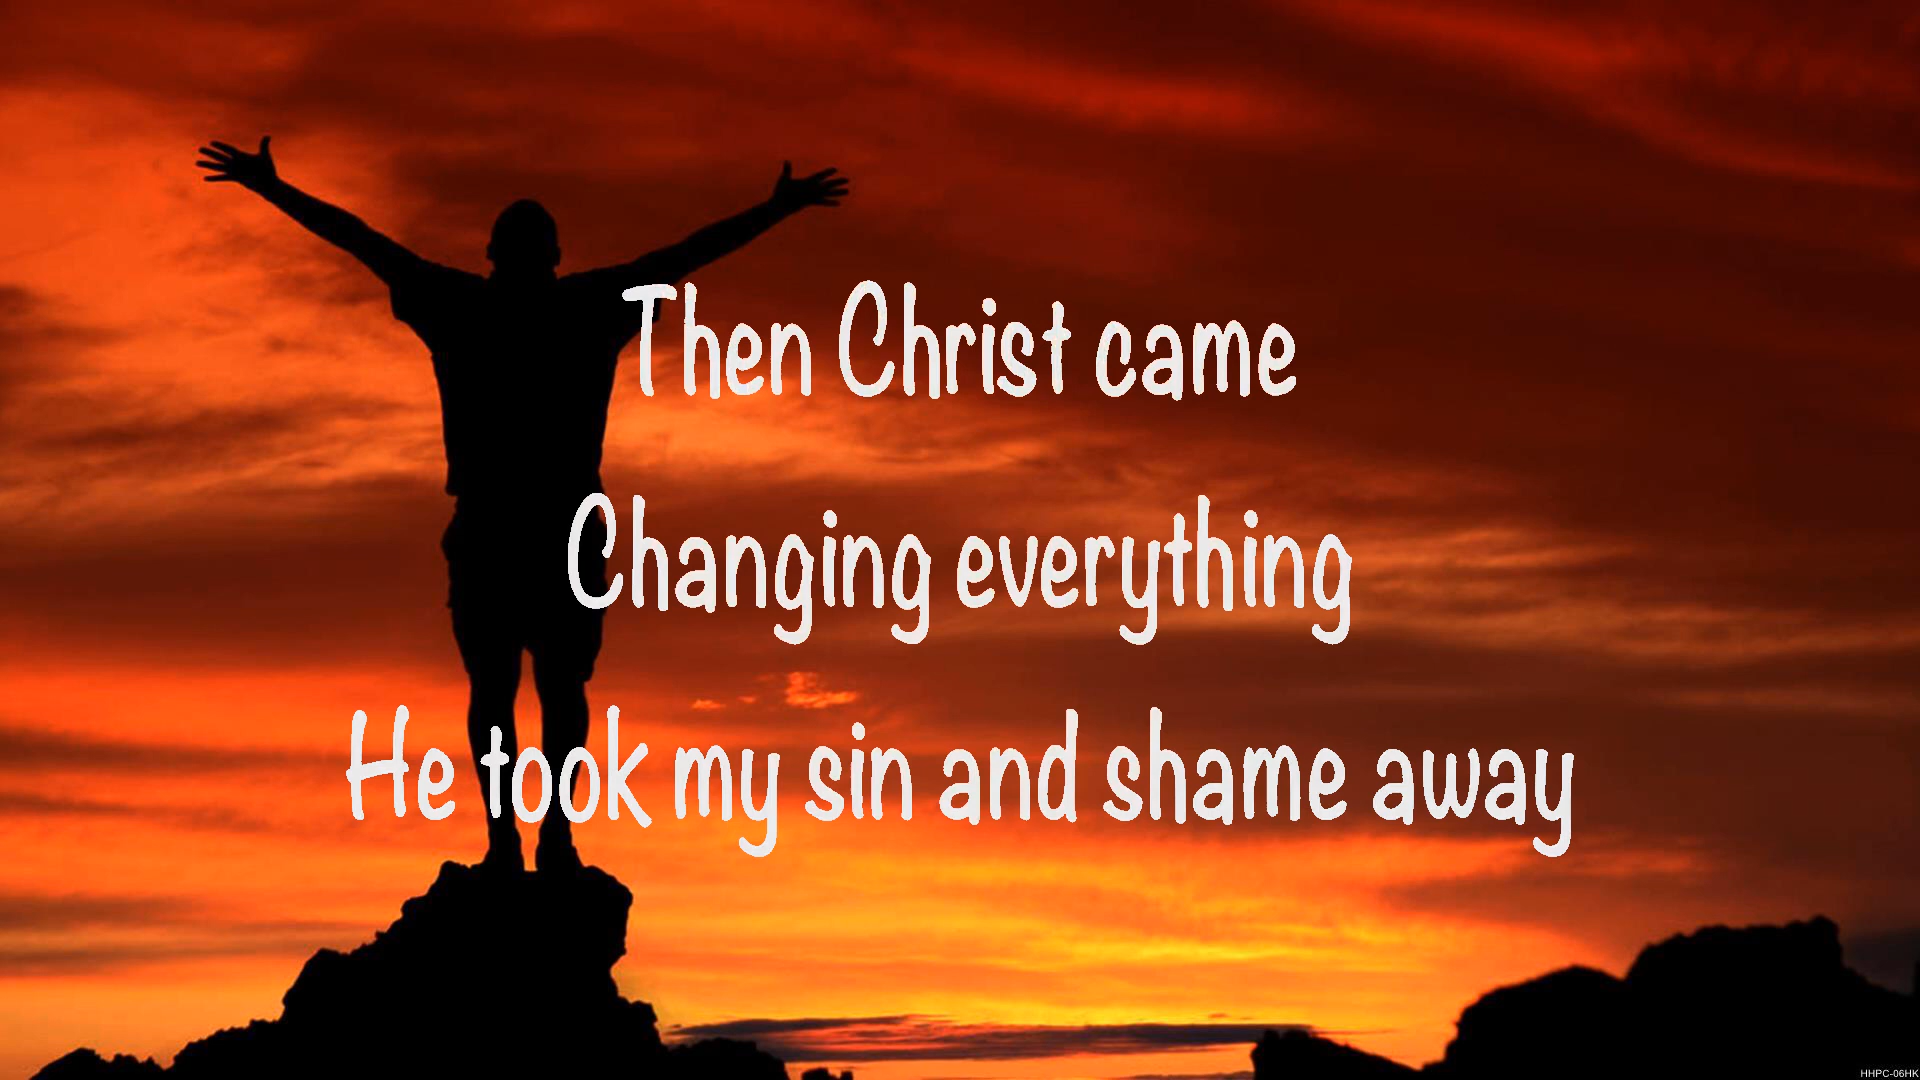 Then Christ came
Changing everything
He took my sin and shame away
HHPC-06HK